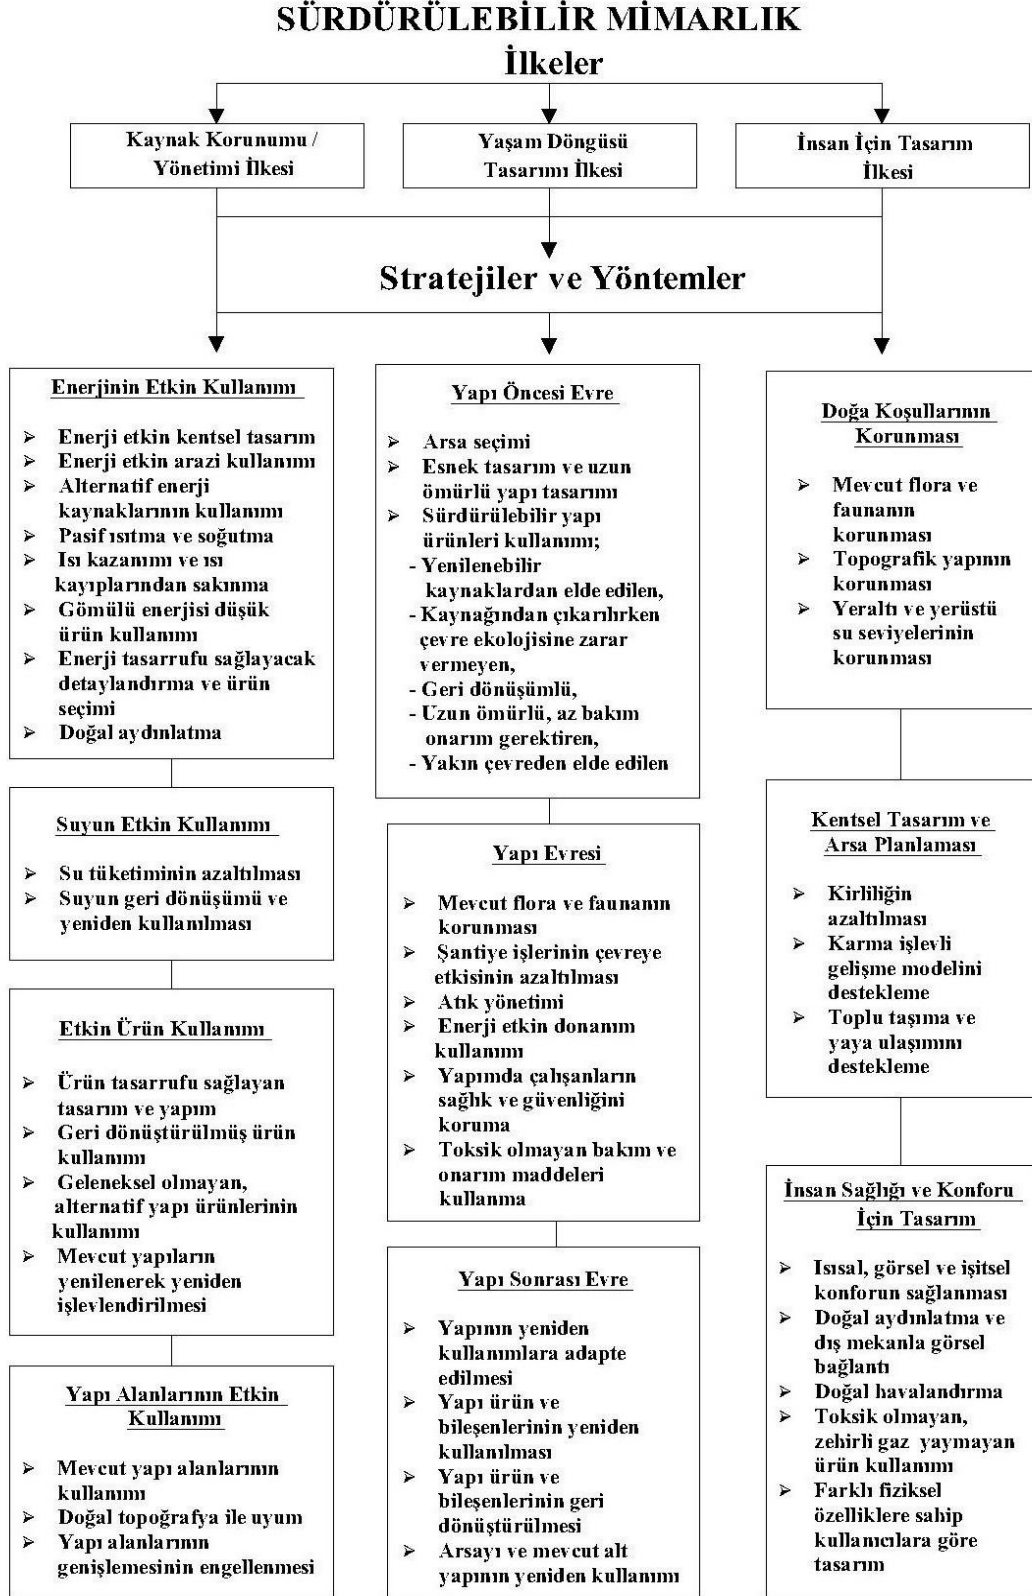 SÜRDÜRÜLEBİLİR MİMARLIK
İlkeler
Kaynak Korunumu /
Yönetimi İlkesi
Yaşam Döngüsü
Tasarımı İlkesi
İnsan İçin Tasarım
İlkesi
Stratejiler ve Yöntemler
Enerjinin Etkin Kullanımı
➢ Enerji etkin kentsel tasarım
➢ Enerji etkin arazi kullanımı
➢ Alternatif enerji
kaynaklarının kullanımı
➢ Pasif ısıtma ve soğutma
➢ Isı kazanımı ve ısı
kayıplarından sakınma
➢ Gömülü enerjisi düşük
ürün kullanımı
➢ Enerji tasarrufu sağlayacak
detaylandırma ve ürün
seçimi
➢ Doğal aydınlatma
Suyun Etkin Kullanımı
➢ Su tüketiminin azaltılması
➢ Suyun geri dönüşümü ve
yeniden kullanılması
Etkin Ürün Kullanımı
➢ Ürün tasarrufu sağlayan
tasarım ve yapım
➢ Geri dönüştürülmüş ürün
kullanımı
➢ Geleneksel olmayan,
alternatif yapı ürünlerinin
kullanımı
➢ Mevcut yapıların
yenilenerek yeniden
işlevlendirilmesi
Yapı Alanlarının Etkin
Kullanımı
➢ Mevcut yapı alanlarının
kullanımı
➢ Doğal topoğrafya ile uyum
➢ Yapı alanlarının
genişlemesinin engellenmesi
Yapı Öncesi Evre
➢ Arsa seçimi
➢ Esnek tasarım ve uzun
ömürlü yapı tasarımı
➢ Sürdürülebilir yapı
ürünleri kullanımı;
- Yenilenebilir
kaynaklardan elde edilen,
- Kaynağından çıkarılırken
çevre ekolojisine zarar
vermeyen,
- Geri dönüşümlü,
- Uzun ömürlü, az bakım
onarım gerektiren,
- Yakın çevreden elde edilen
Yapı Evresi
➢ Mevcut flora ve faunanın
korunması
➢ Şantiye işlerinin çevreye
etkisinin azaltılması
➢ Atık yönetimi
➢ Enerji etkin donanım
kullanımı
➢ Yapımda çalışanların
sağlık ve güvenliğini
koruma
➢ Toksik olmayan bakım ve
onarım maddeleri
kullanma
Yapı Sonrası Evre
➢ Yapının yeniden
kullanımlara adapte
edilmesi
➢ Yapı ürün ve
bileşenlerinin yeniden
kullanılması
➢ Yapı ürün ve
bileşenlerinin geri
dönüştürülmesi
➢ Arsayı ve mevcut alt
yapının yeniden kullanımı
Doğa Koşullarının
Korunması
➢ Mevcut flora ve
faunanın
korunması
➢ Topografik yapının
korunması
➢ Yeraltı ve yerüstü
su seviyelerinin
korunması
Kentsel Tasarım ve
Arsa Planlaması
➢ Kirliliğin
azaltılması
➢ Karma işlevli
gelişme modelini
destekleme
➢ Toplu taşıma ve
yaya ulaşımını
destekleme
İnsan Sağlığı ve Konforu
İçin Tasarım
➢ Isısal, görsel ve işitsel
konforun sağlanması
➢ Doğal aydınlatma ve
dış mekanla görsel
bağlantı
➢ Doğal havalandırma
➢ Toksik olmayan,
zehirli gaz yaymayan
ürün kullanımı
➢ Farklı fiziksel
özelliklere sahip
kullanıcılara göre
tasarım